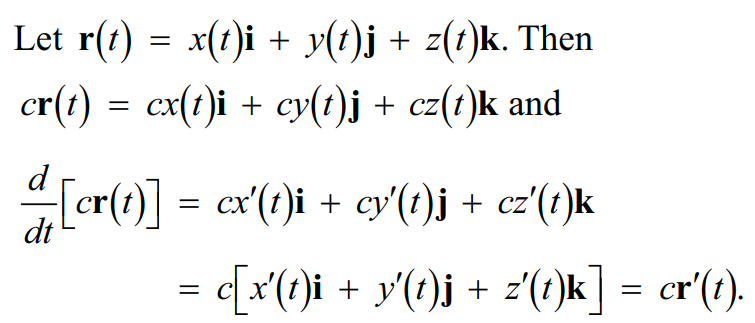 Let r(t) = x(t)i + y(t)j + z(t)k. Then
cr(t) = cx(t)i + cy(t)j + cz(t)k and
d/dt[cr(t)] = cx′(t)i + cy′(t)j + cz′(t)k
= c[x′(t)i + y′(t)j + z′(t)k] = cr′(t).